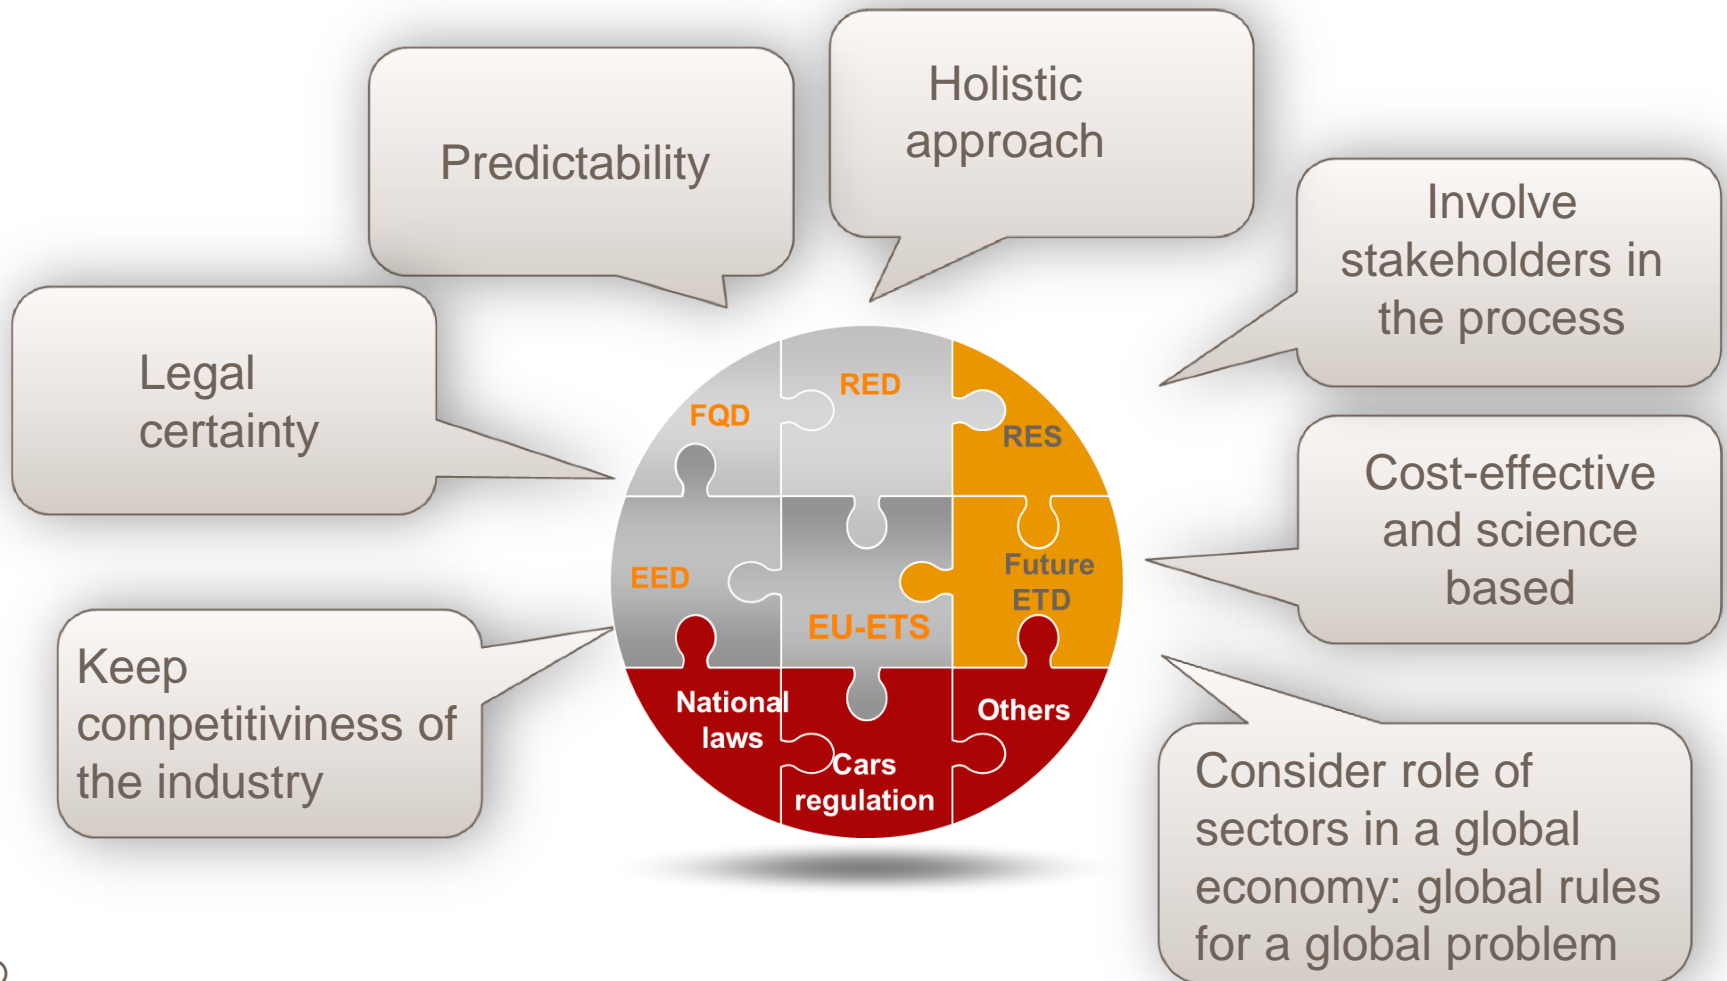 Holistic
approach
Predictability
Involve
stakeholders in
the process
Legal
certainty
RED
FQD
RES
Cost-effective
and science
based
Future
ETD
EED
EU-ETS
Keep
competitiviness of
the industry
National
laws
Others
Cars
regulation
Consider role of
sectors in a global
economy: global rules
for a global problem